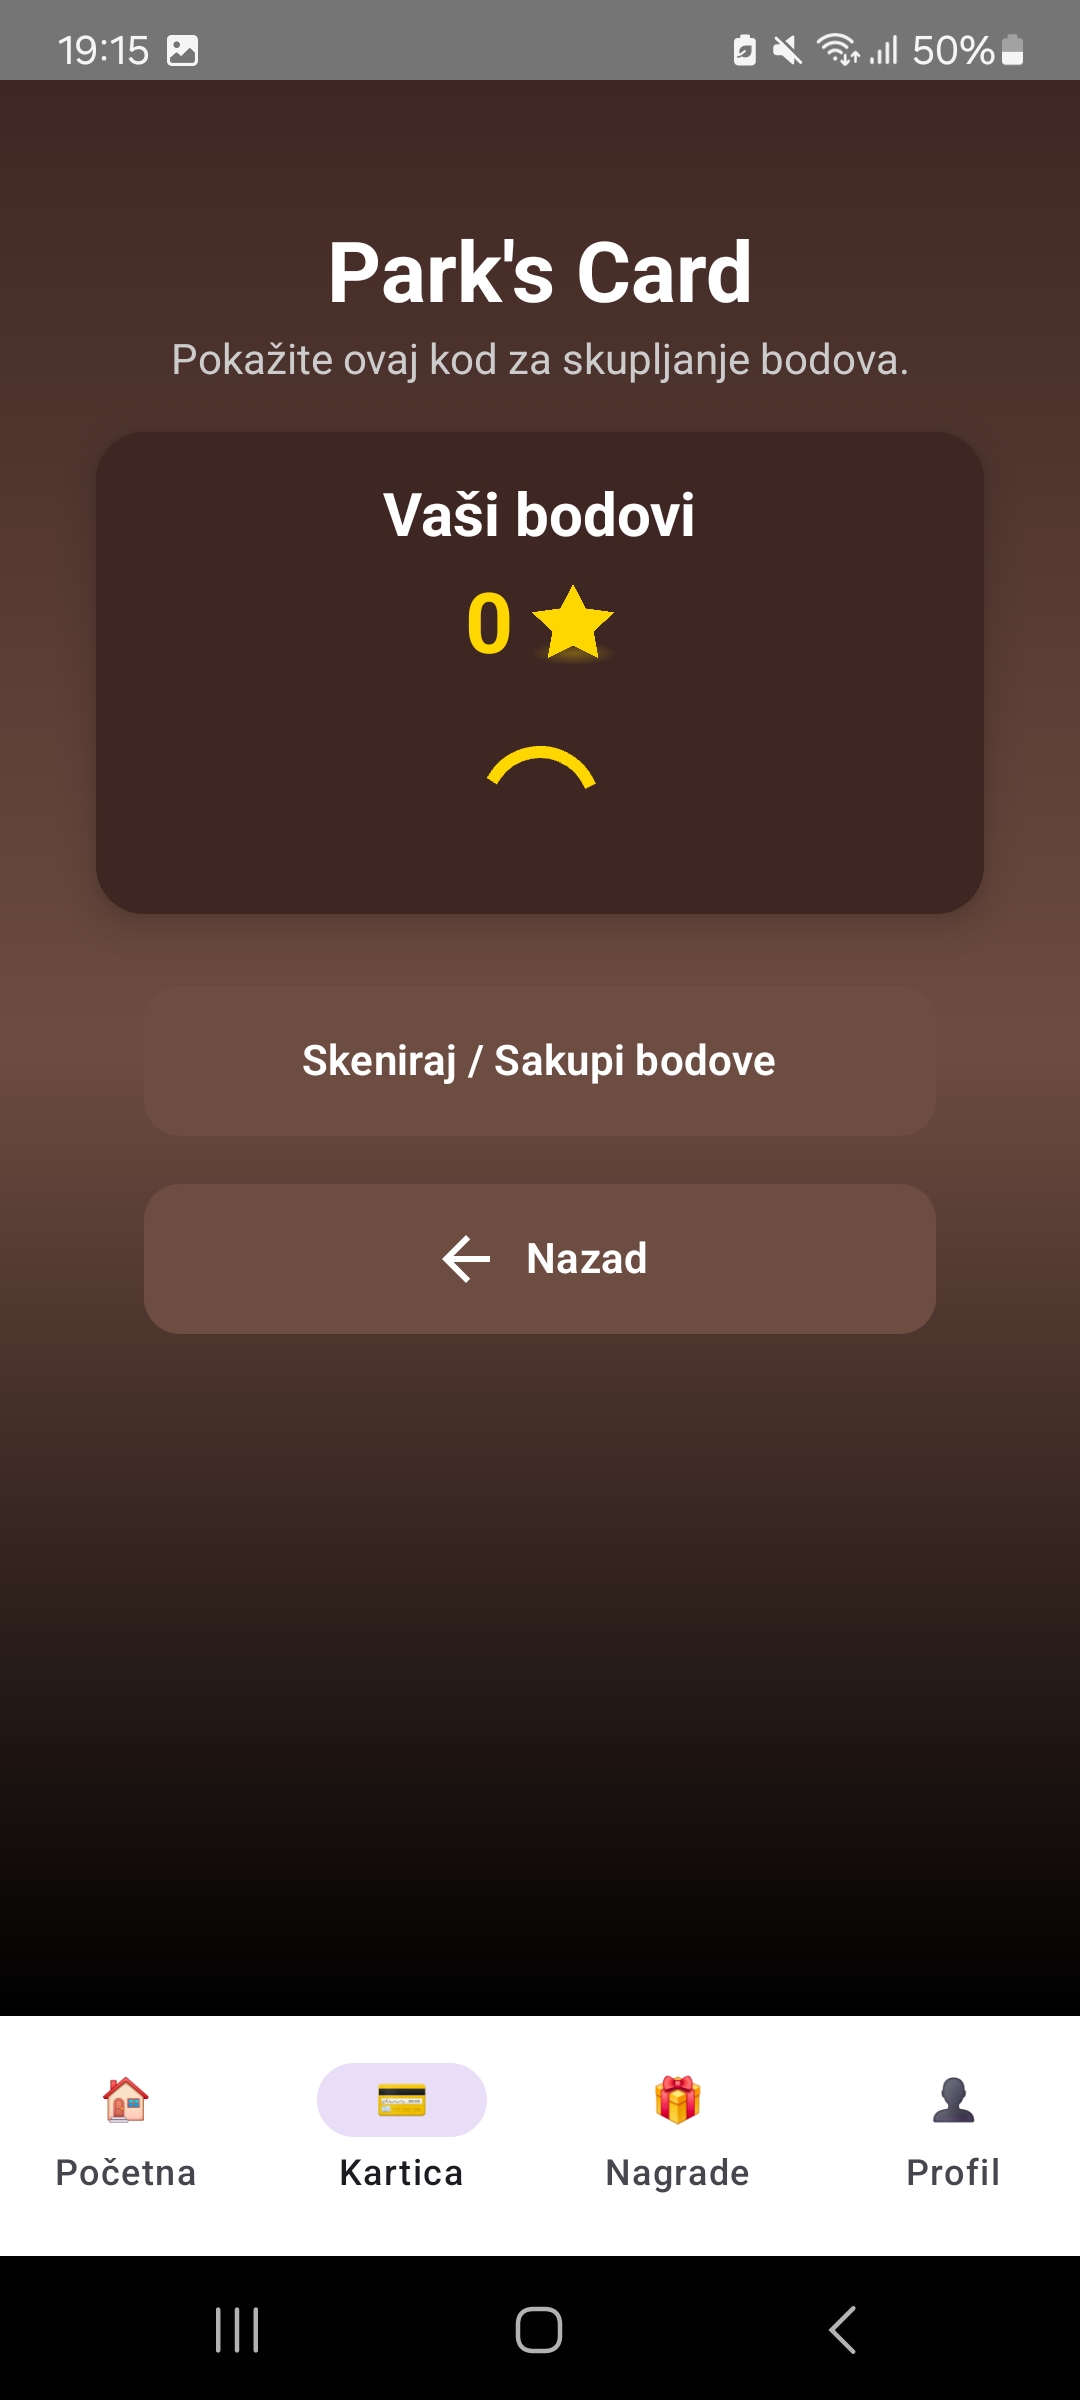 19:15
50%
Park's Card
Pokažite ovaj kod za skupljanje bodova.
Vaši bodovi
0
Skeniraj / Sakupi bodove
Nazad
Početna
Kartica
Nagrade
Profil